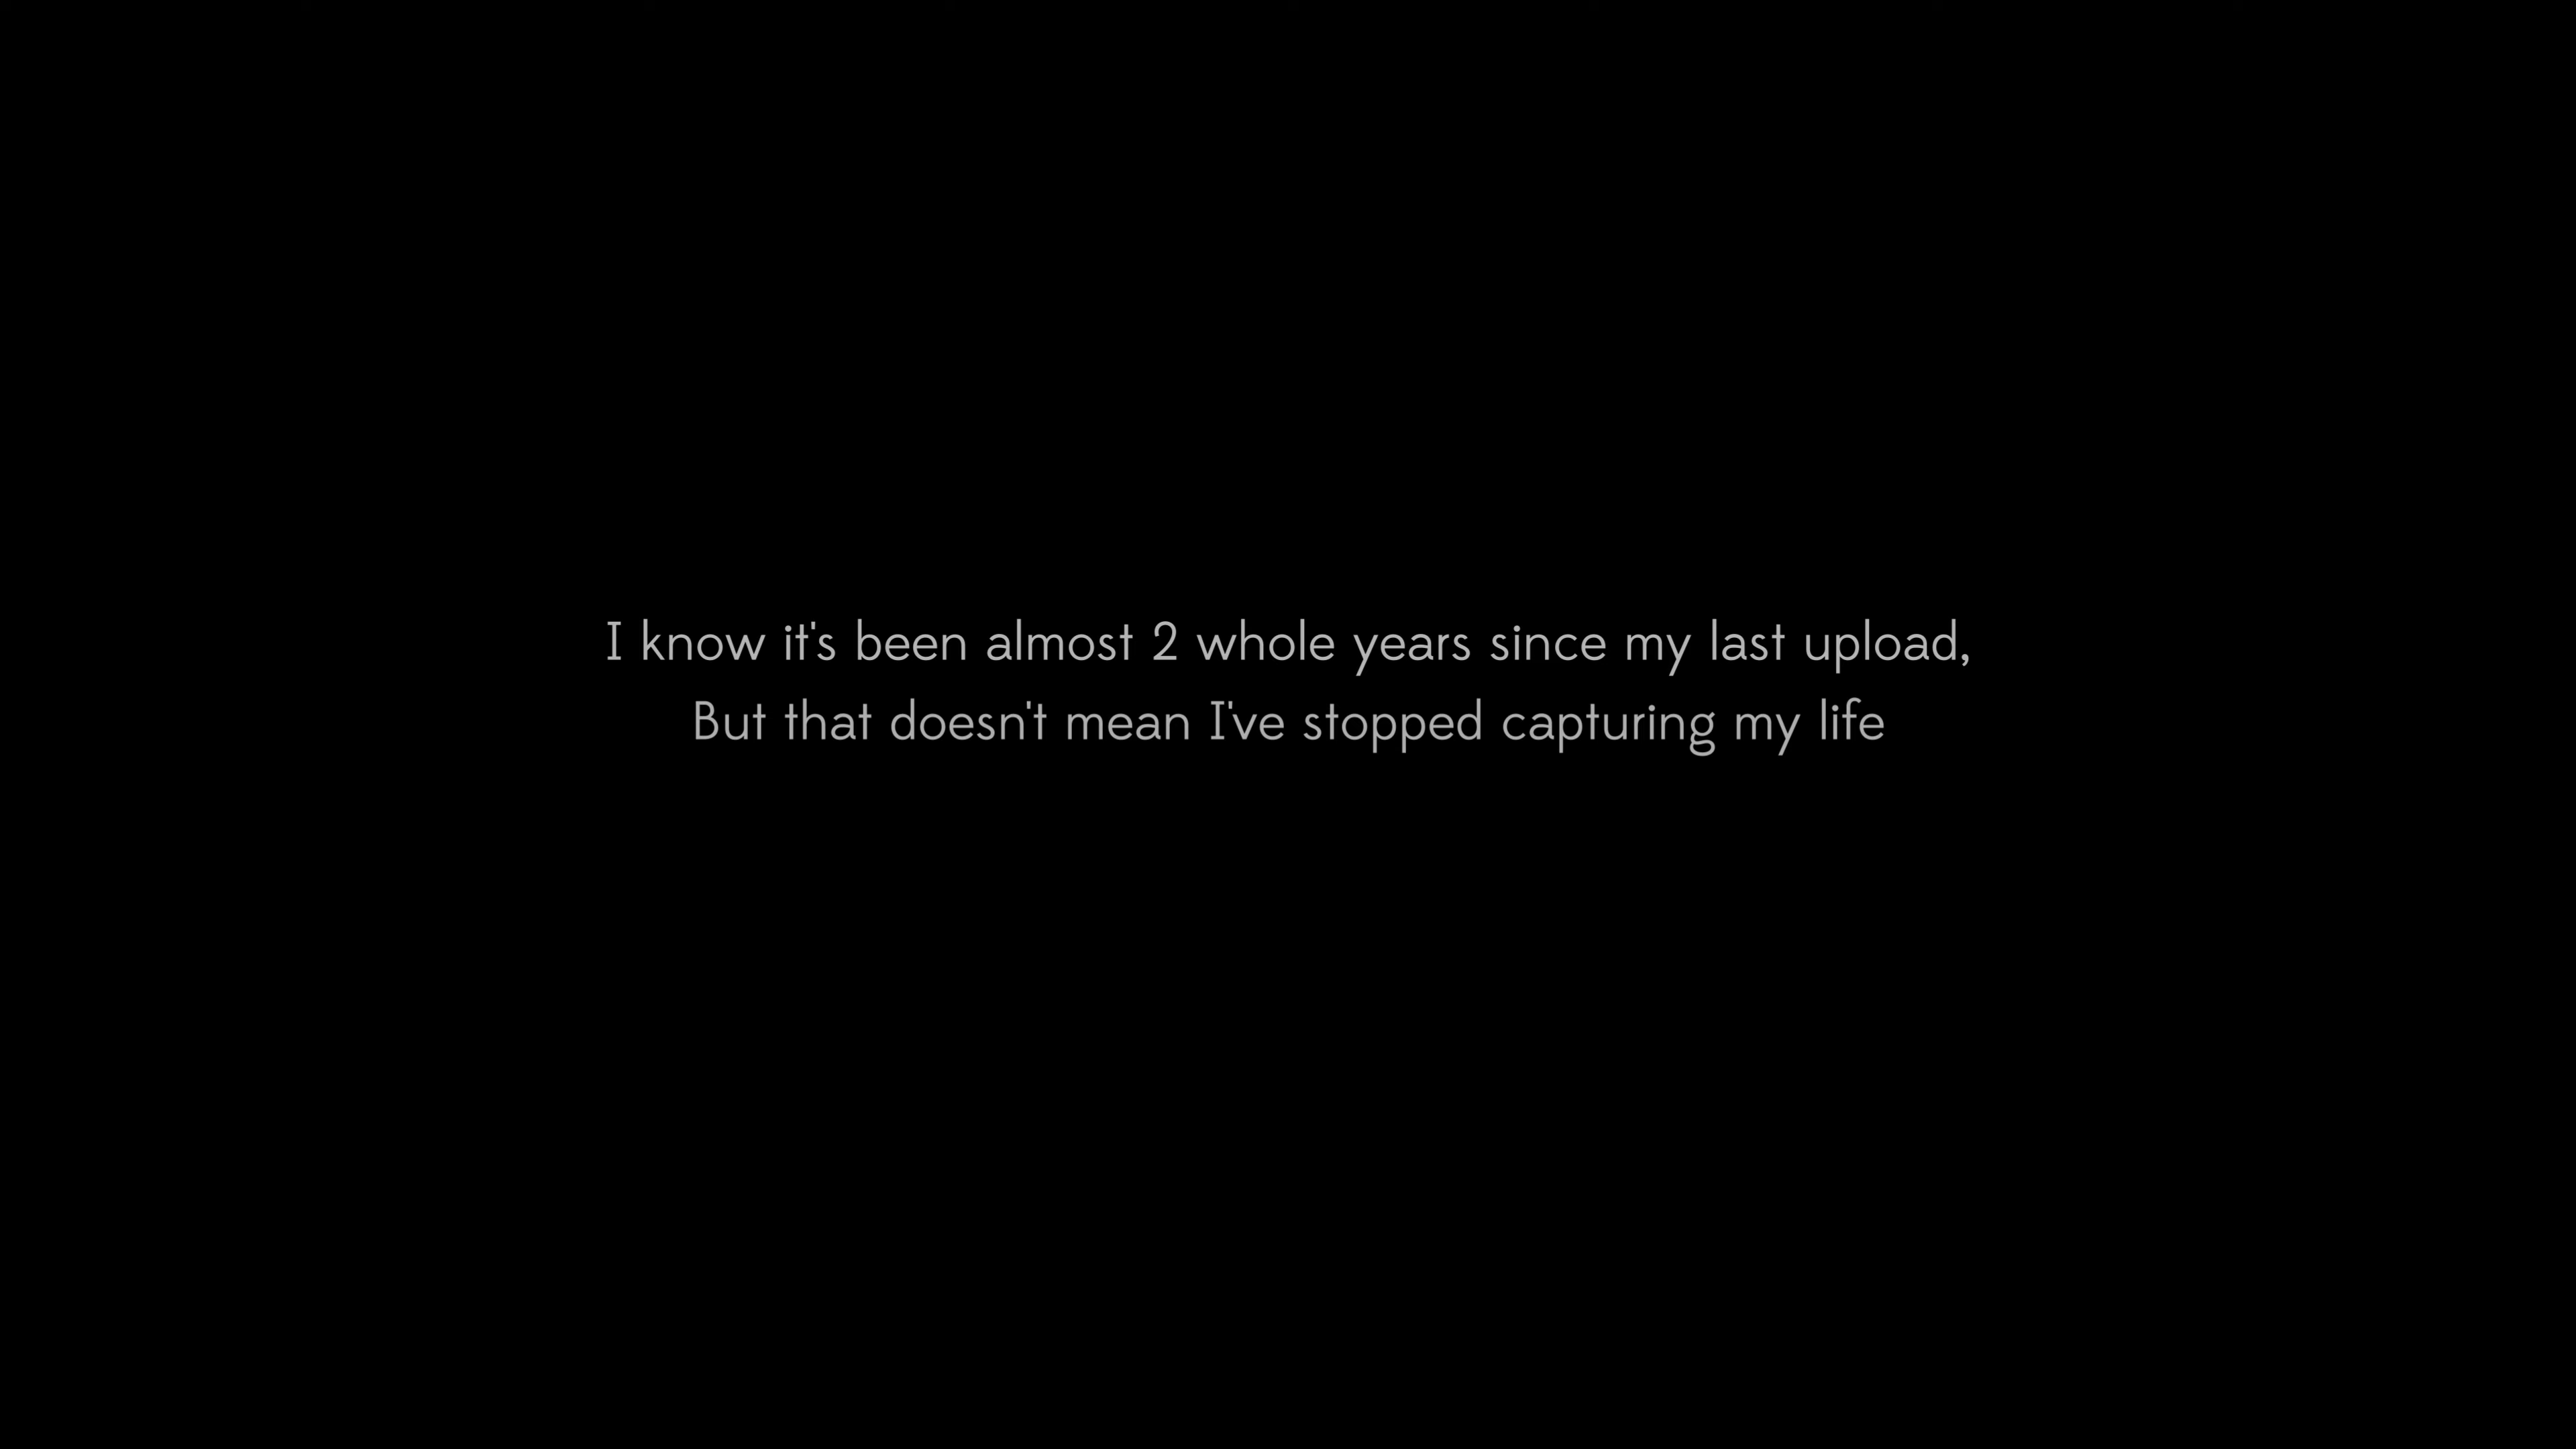 I know it's been almost 2 whole years since my last upload,
But that doesn't mean I've stopped capturing my life